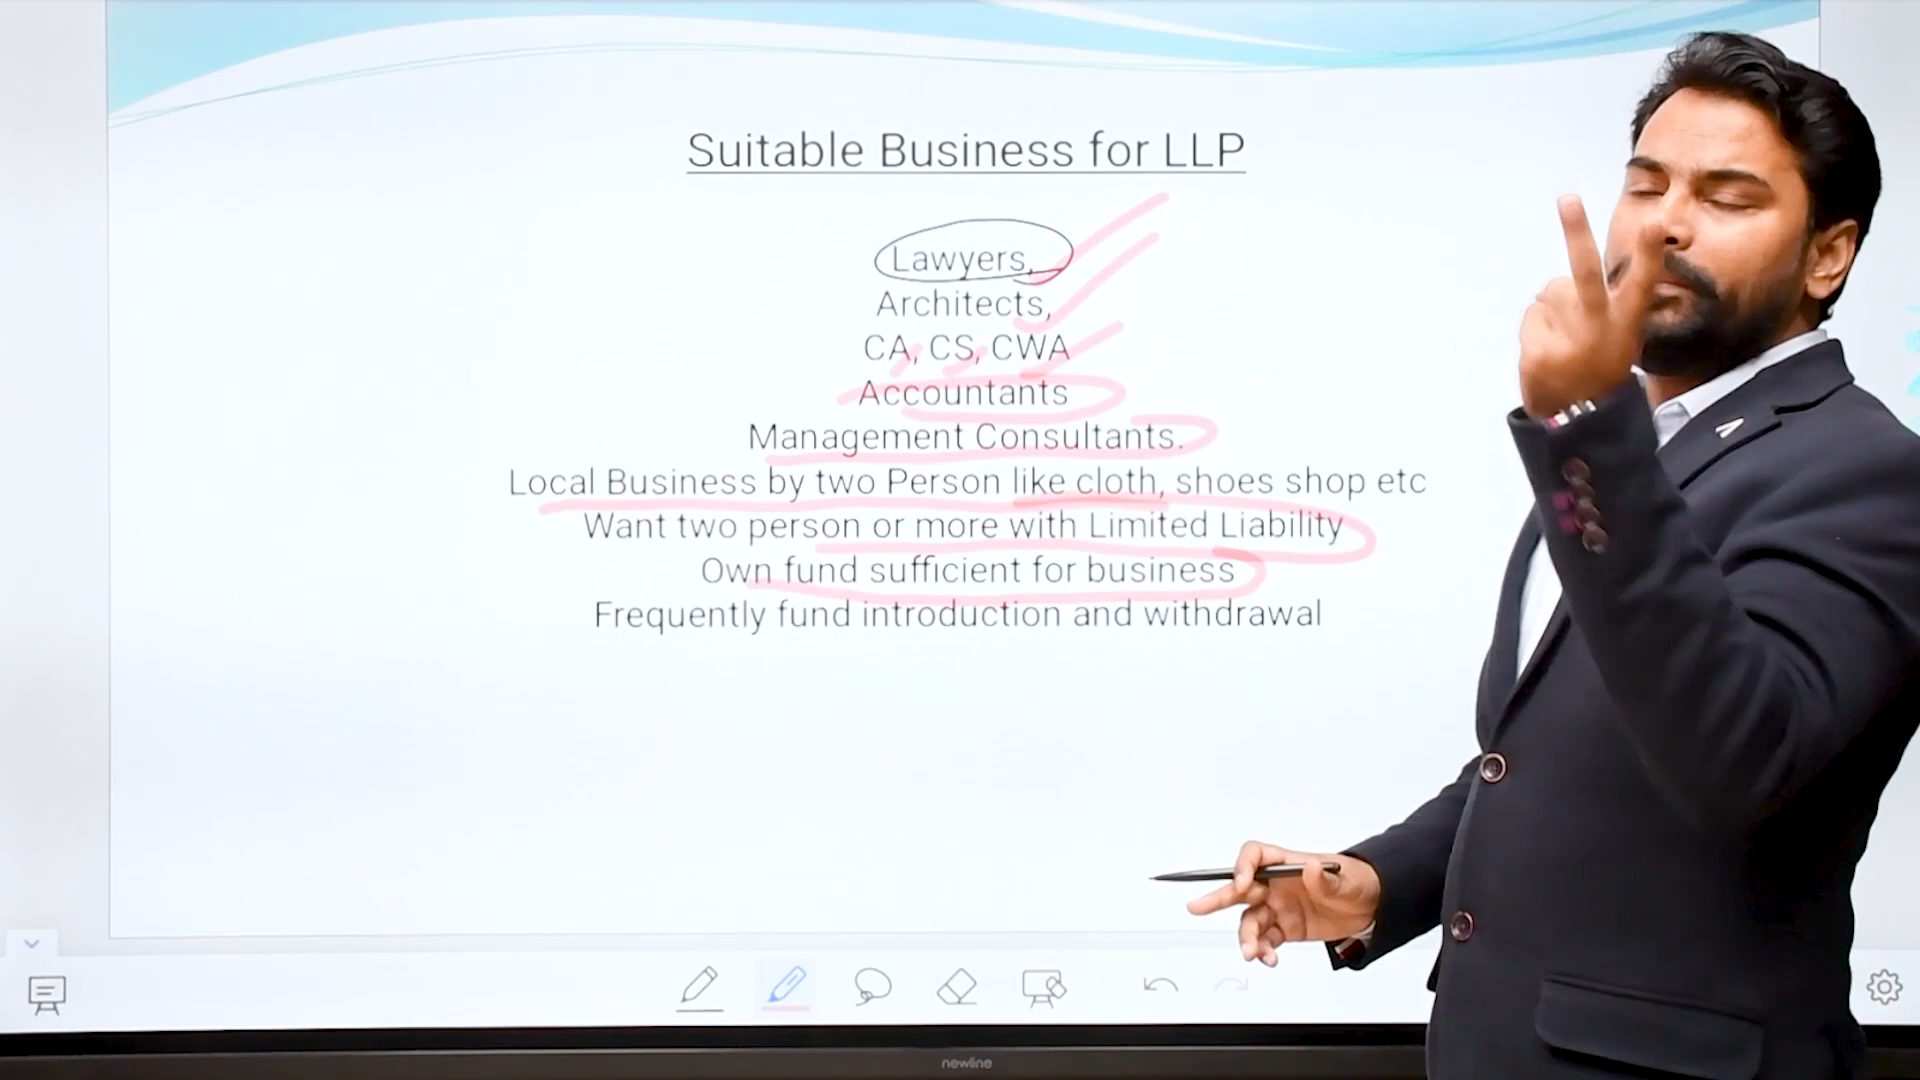 Suitable Business for LLP
Lawyers,
Architects,
CA, CS, CWA
Accountants
Management Consultants.
Local Business by two Person like cloth, shoes shop etc
Want two person or more with Limited Liability
Own fund sufficient for business
Frequently fund introduction and withdrawal
newline